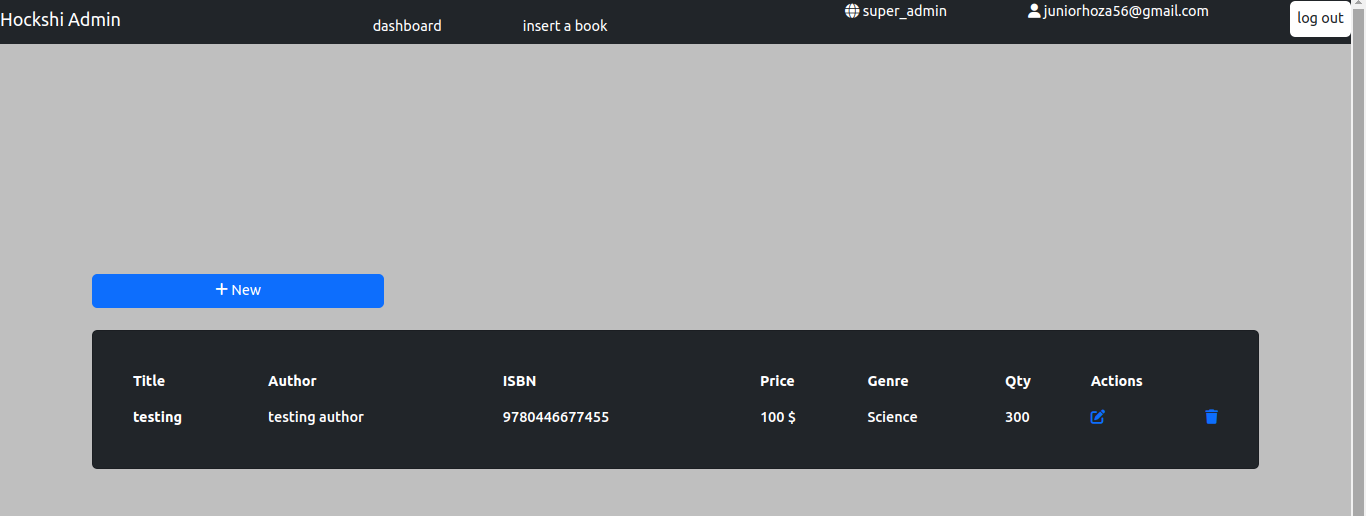 Hockshi Admin dashboard insert a book super_admin juniorhoza56@gmail.com log out
+ New
Title Author ISBN Price Genre Qty Actions
testing testing author 9780446677455 100 $ Science 300